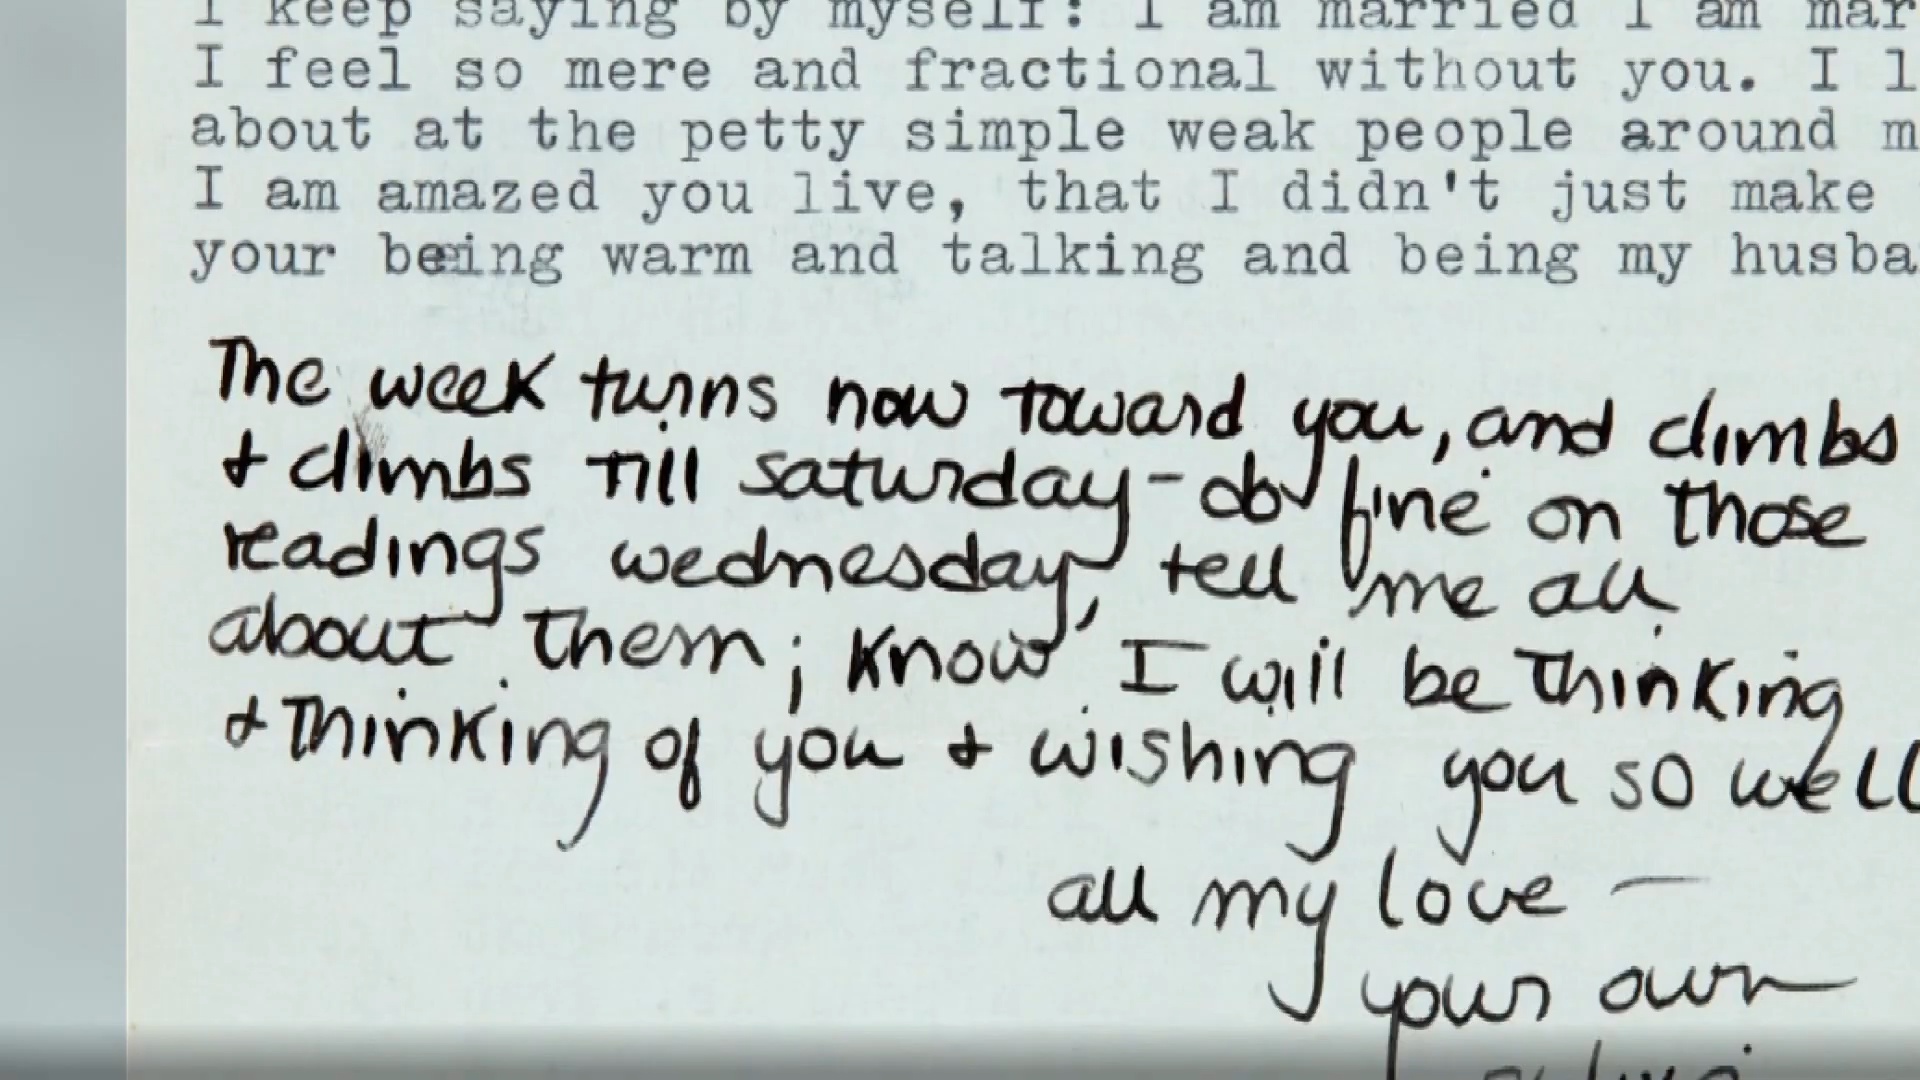 I keep saying by myself: I am married I am mar
I feel so mere and fractional without you. I l
about at the petty simple weak people around m
I am amazed you live, that I didn't just make
your being warm and talking and being my husba
The week turns now toward you, and climbs
& climbs till saturday - do fine on those
readings wednesday, tell me all
about them; know I will be thinking
& thinking of you & wishing you so well
all my love —
your own